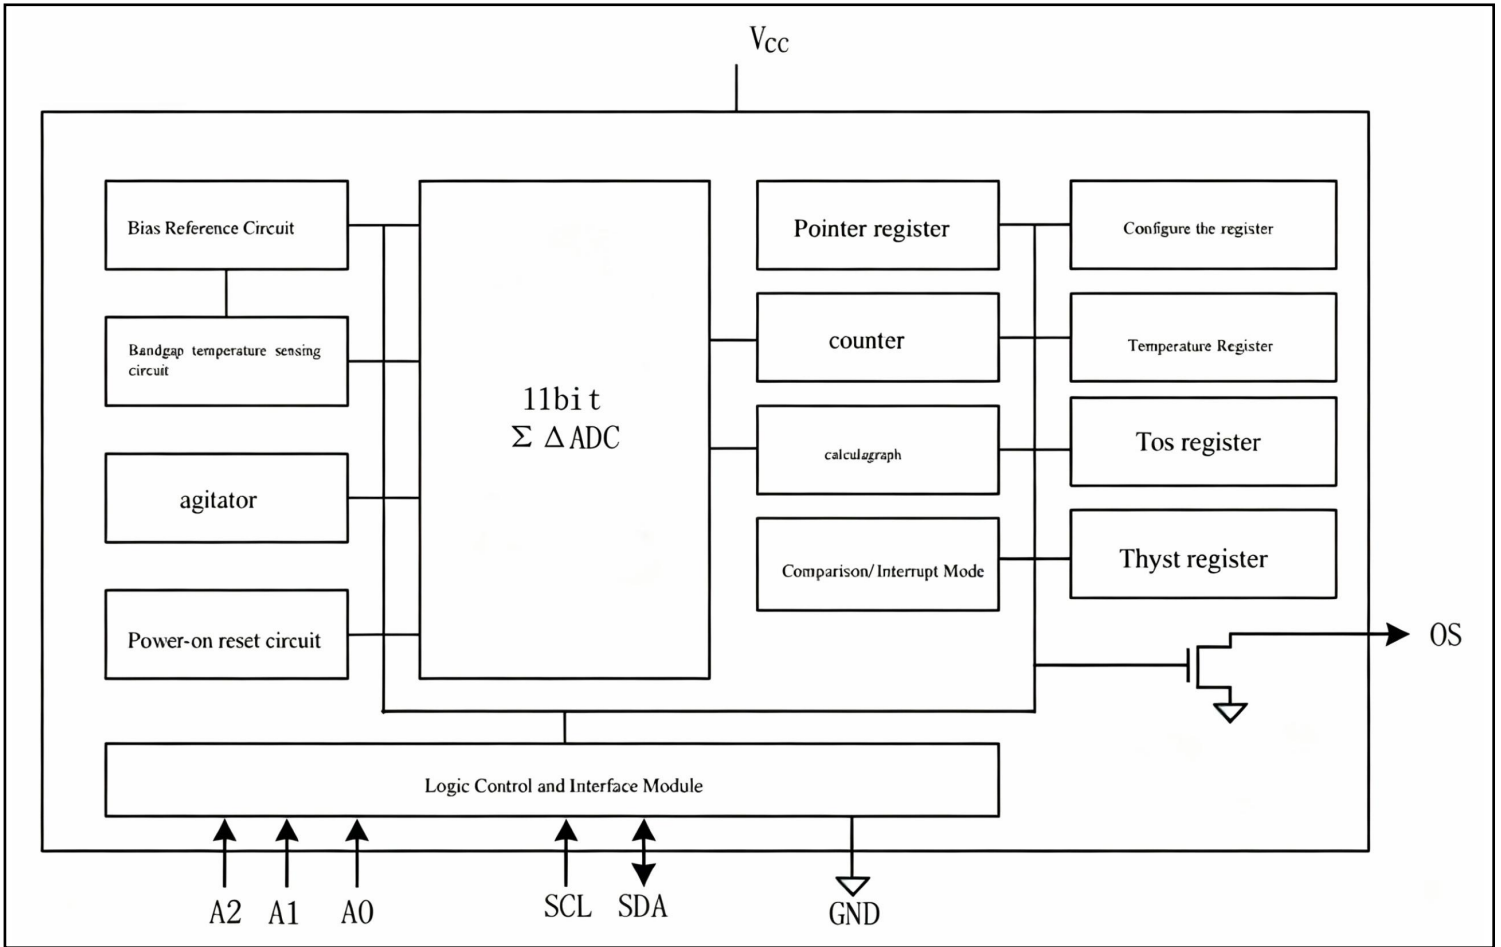 Vcc
Bias Reference Circuit
Bandgap temperature sensing
circuit
agitator
Power-on reset circuit
11bit
Σ Δ ADC
Pointer register
counter
calculagraph
Comparison/Interrupt Mode
Configure the register
Temperature Register
Tos register
Thyst register
OS
Logic Control and Interface Module
A2 A1 A0 SCL SDA GND